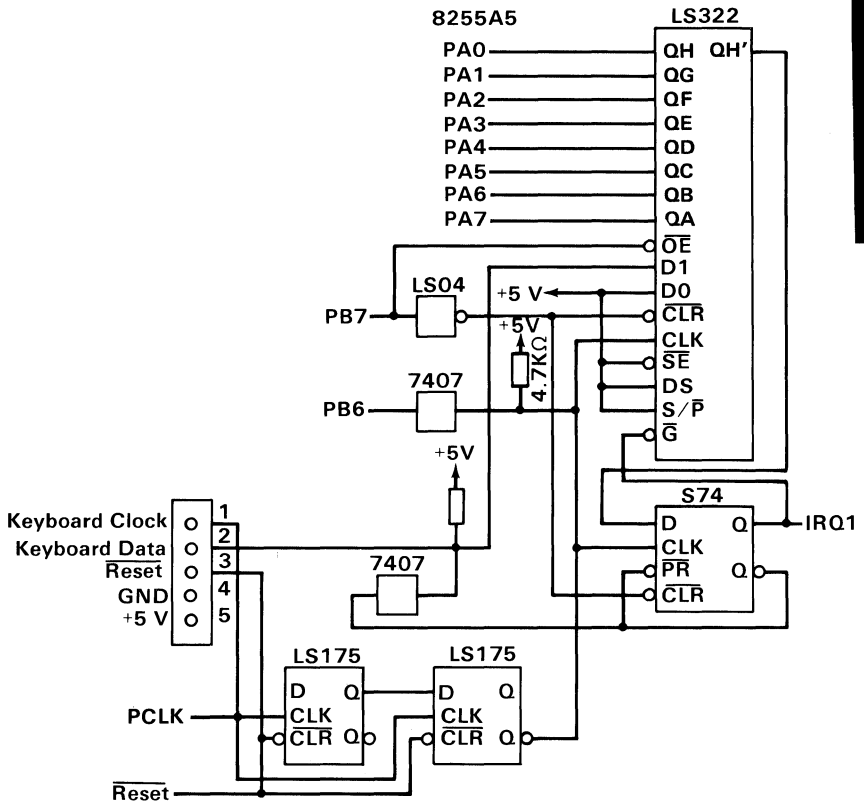 8255A5
LS322
PA0 QH QH'
PA1 QG
PA2 QF
PA3 QE
PA4 QD
PA5 QC
PA6 QB
PA7 QA
OE
D1
LS04
+5 V D0
PB7 CLR
+5V
CLK
4.7KΩ
SE
7407
DS
PB6 S/P
G
+5V
S74
Keyboard Clock 1
D Q IRQ1
Keyboard Data 2
CLK
Reset 3
7407
PR Q
GND 4
CLR
+5 V 5
LS175 LS175
D Q D Q
PCLK CLK CLK
CLR Q CLR Q
Reset